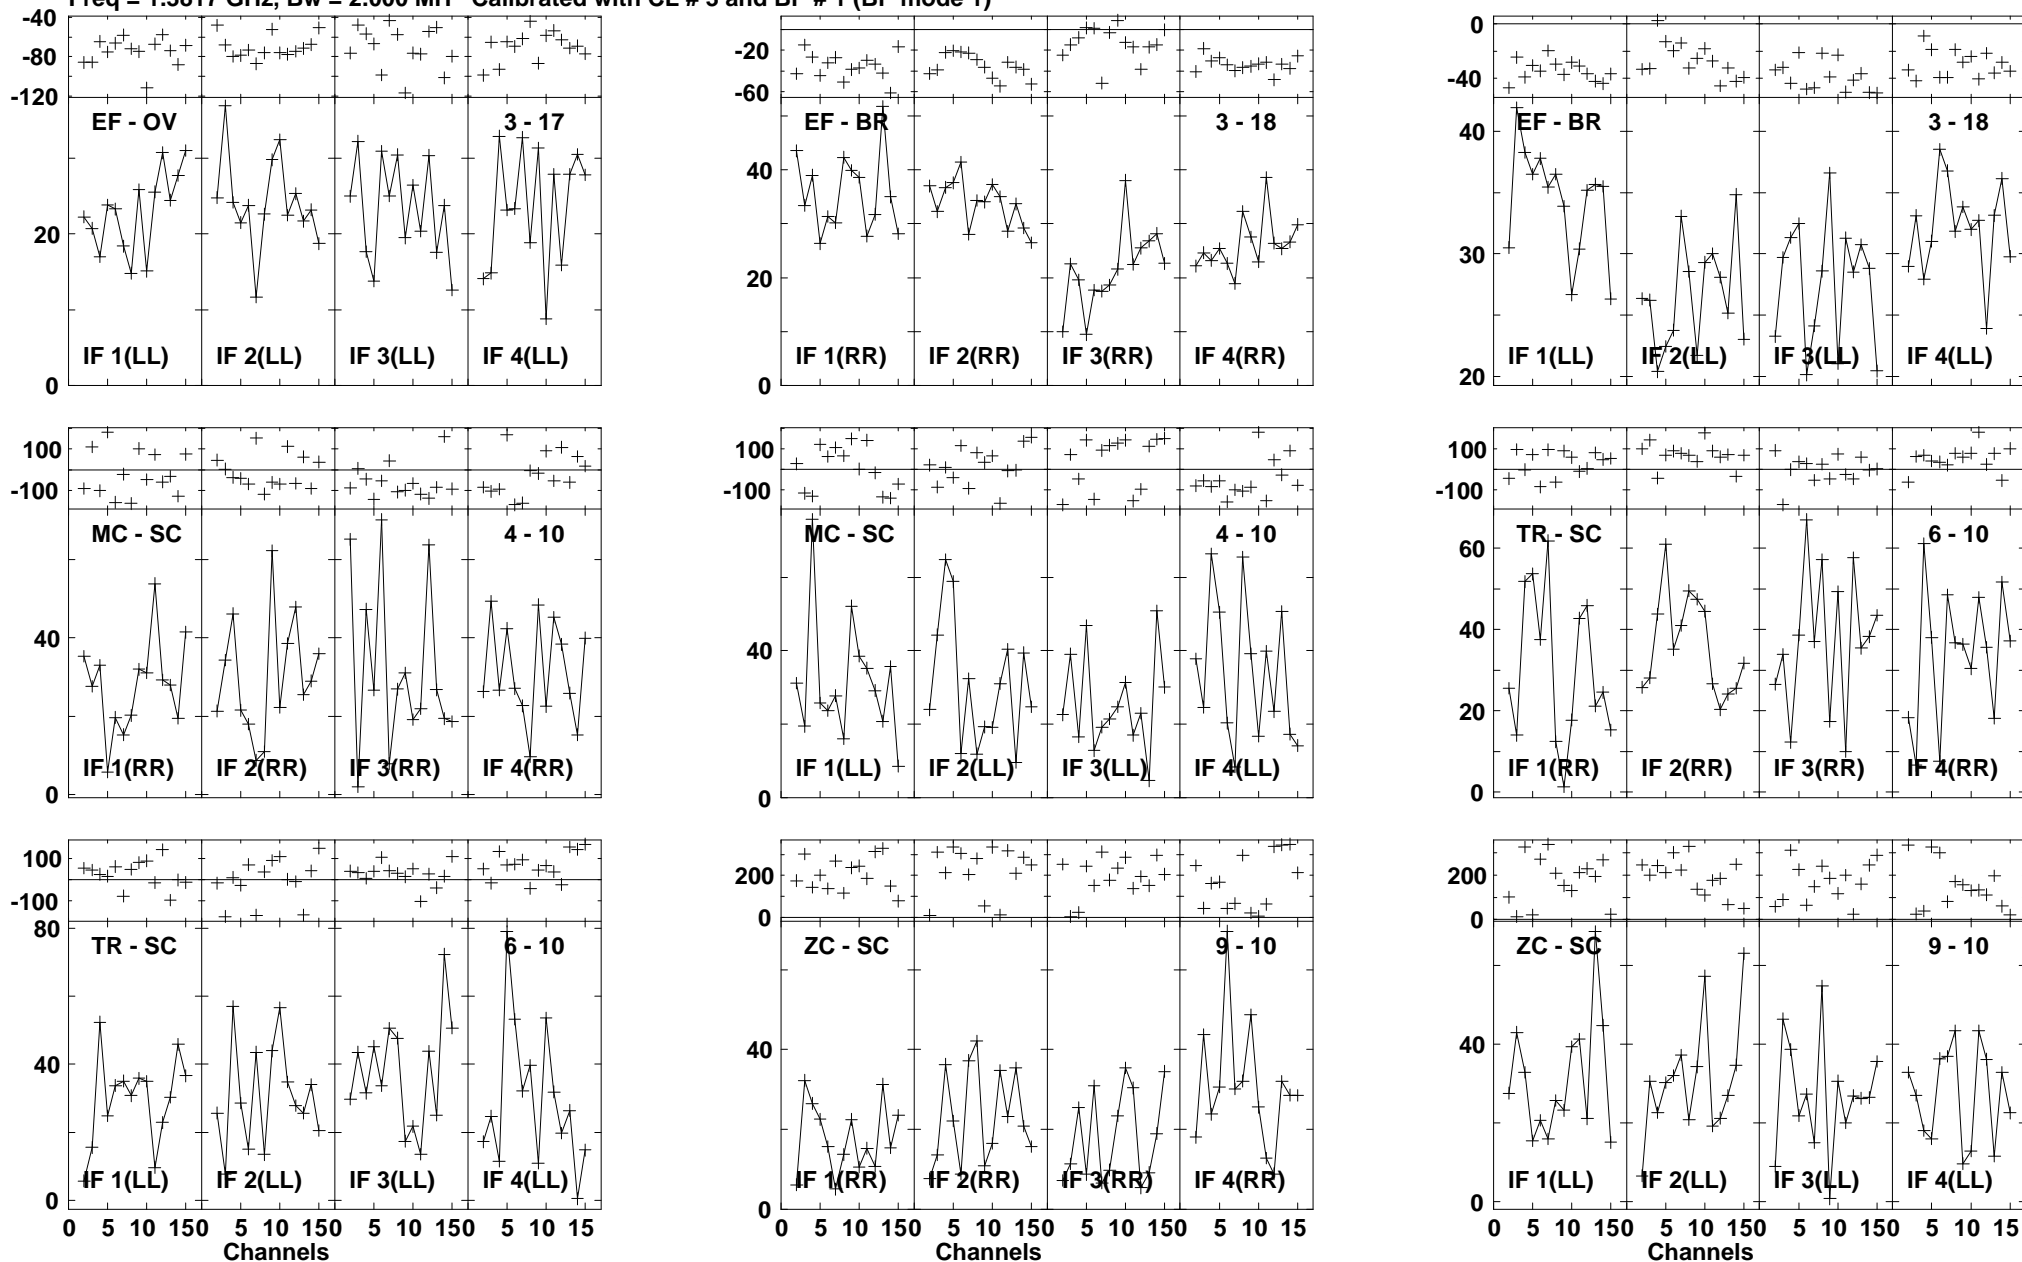 Freq = 1.3817 GHz, Bw = 2.000 MH Calibrated with CL # 3 and BP # 1 (BP mode 1)
-40
-80
-120
EF - OV 3 - 17
20
0
IF 1(LL) IF 2(LL) IF 3(LL) IF 4(LL)
-20
-60
EF - BR 3 - 18
40
20
0
IF 1(RR) IF 2(RR) IF 3(RR) IF 4(RR)
0
-40
EF - BR 3 - 18
40
30
20
IF 1(LL) IF 2(LL) IF 3(LL) IF 4(LL)
100
-100
MC - SC 4 - 10
40
0
IF 1(RR) IF 2(RR) IF 3(RR) IF 4(RR)
100
-100
MC - SC 4 - 10
40
0
IF 1(LL) IF 2(LL) IF 3(LL) IF 4(LL)
100
-100
TR - SC 6 - 10
60
40
20
0
IF 1(RR) IF 2(RR) IF 3(RR) IF 4(RR)
100
-100
TR - SC 6 - 10
80
40
0
IF 1(LL) IF 2(LL) IF 3(LL) IF 4(LL)
0 5 10 150 5 10 150 5 10 150 5 10 15
Channels
200
0
ZC - SC 9 - 10
40
0
IF 1(RR) IF 2(RR) IF 3(RR) IF 4(RR)
0 5 10 150 5 10 150 5 10 150 5 10 15
Channels
200
0
ZC - SC 9 - 10
40
0
IF 1(LL) IF 2(LL) IF 3(LL) IF 4(LL)
0 5 10 150 5 10 150 5 10 150 5 10 15
Channels